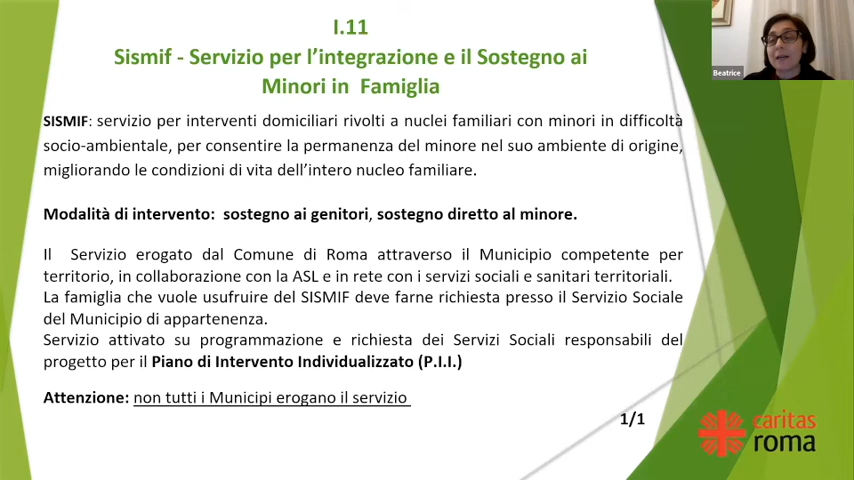 I.11
Sismif - Servizio per l'integrazione e il Sostegno ai
Minori in Famiglia
SISMIF: servizio per interventi domiciliari rivolti a nuclei familiari con minori in difficoltà
socio-ambientale, per consentire la permanenza del minore nel suo ambiente di origine,
migliorando le condizioni di vita dell'intero nucleo familiare.
Modalità di intervento: sostegno ai genitori, sostegno diretto al minore.
Il Servizio erogato dal Comune di Roma attraverso il Municipio competente per
territorio, in collaborazione con la ASL e in rete con i servizi sociali e sanitari territoriali.
La famiglia che vuole usufruire del SISMIF deve farne richiesta presso il Servizio Sociale
del Municipio di appartenenza.
Servizio attivato su programmazione e richiesta dei Servizi Sociali responsabili del
progetto per il Piano di Intervento Individualizzato (P.I.I.)
Attenzione: non tutti i Municipi erogano il servizio
1/1
caritas
roma
Beatrice